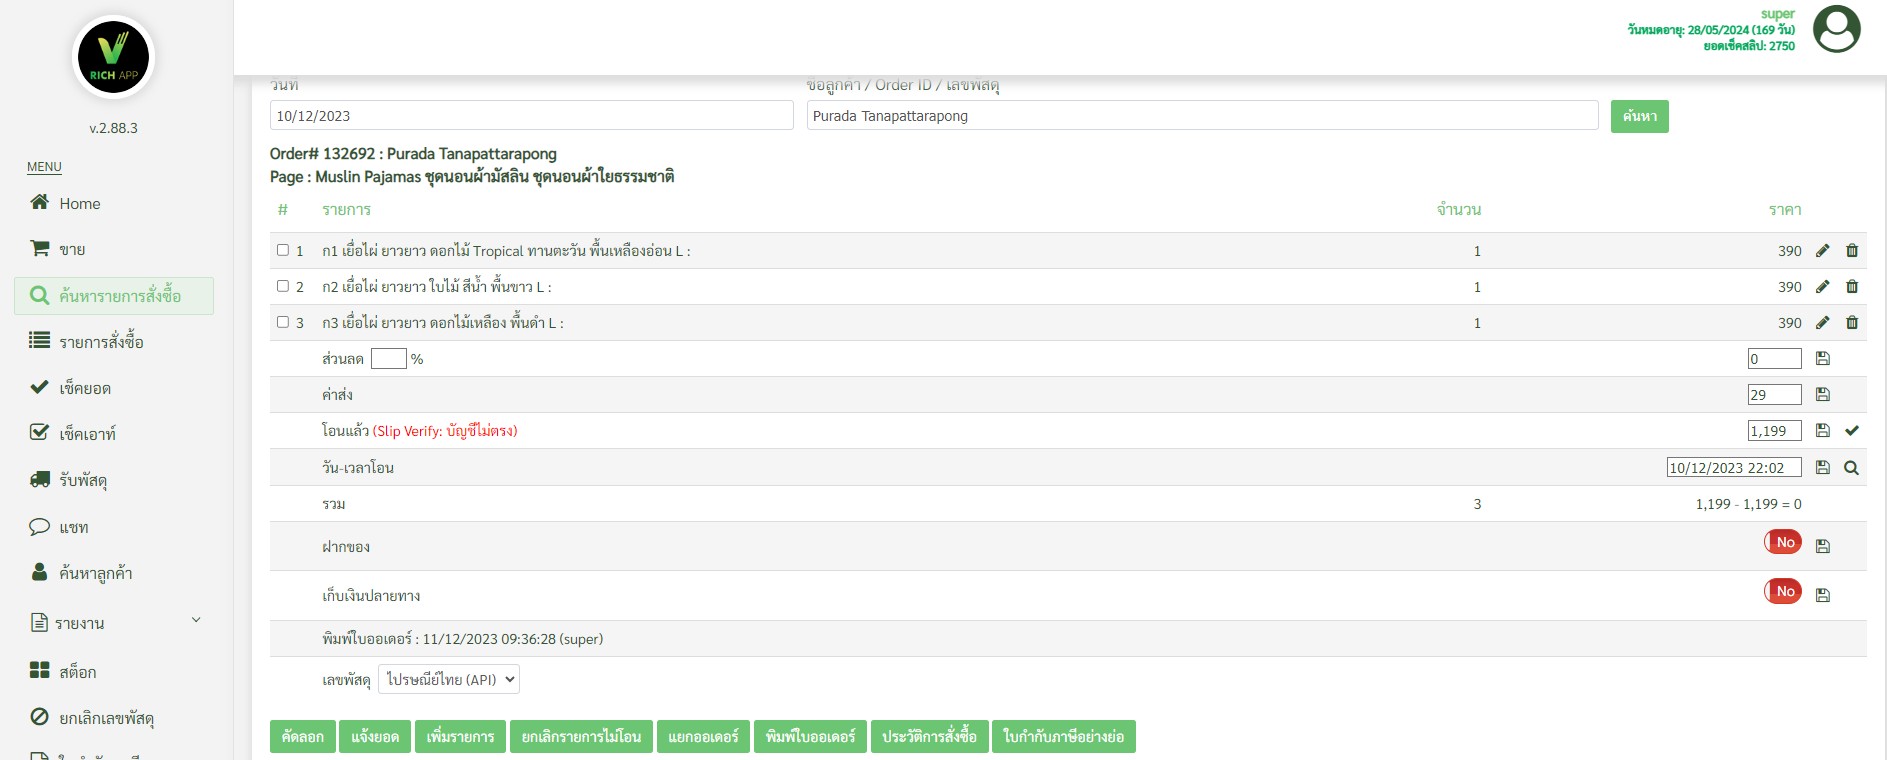 RICH APP
v.2.88.3
MENU
Home
ขาย
ค้นหารายการสั่งซื้อ
รายการสั่งซื้อ
เช็คยอด
เช็คเอาท์
รับพัสดุ
แชท
ค้นหาลูกค้า
รายงาน
สต็อก
ยกเลิกเลขพัสดุ
super
วันหมดอายุ: 28/05/2024 (169 วัน)
ยอดเช็คสลิป: 2750
วันที่ ชื่อลูกค้า / Order ID / เลขพัสดุ
10/12/2023 Purada Tanapattarapong ค้นหา
Order# 132692 : Purada Tanapattarapong
Page : Muslin Pajamas ชุดนอนผ้ามัสลิน ชุดนอนผ้าใยธรรมชาติ
# รายการ จำนวน ราคา
1 ก1 เยื่อไผ่ ยาวยาว ดอกไม้ Tropical ทานตะวัน พื้นเหลืองอ่อน L : 1 390
2 ก2 เยื่อไผ่ ยาวยาว ใบไม้ สีน้ำ พื้นขาว L : 1 390
3 ก3 เยื่อไผ่ ยาวยาว ดอกไม้เหลือง พื้นดำ L : 1 390
ส่วนลด % 0
ค่าส่ง 29
โอนแล้ว (Slip Verify: บัญชีไม่ตรง) 1,199
วัน-เวลาโอน 10/12/2023 22:02
รวม 3 1,199 - 1,199 = 0
ฝากของ No
เก็บเงินปลายทาง No
พิมพ์ใบออเดอร์ : 11/12/2023 09:36:28 (super)
เลขพัสดุ ไปรษณีย์ไทย (API)
คัดลอก แจ้งยอด เพิ่มรายการ ยกเลิกรายการไม่โอน แยกออเดอร์ พิมพ์ใบออเดอร์ ประวัติการสั่งซื้อ ใบกำกับภาษีอย่างย่อ